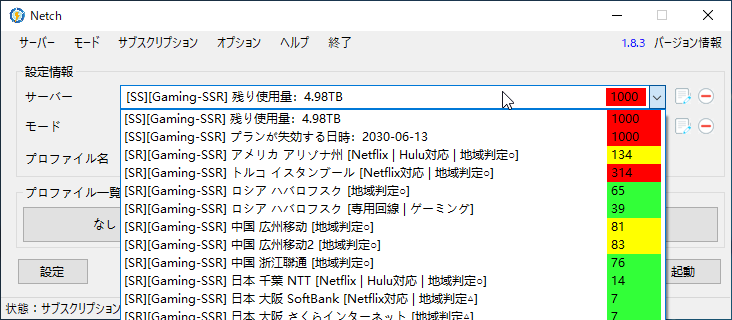 Netch
サーバー モード サブスクリプション オプション ヘルプ 終了 1.8.3 バージョン情報
設定情報
サーバー [SS][Gaming-SSR] 残り使用量：4.98TB 1000
[SS][Gaming-SSR] 残り使用量：4.98TB 1000
モード [SS][Gaming-SSR] プランが失効する日時：2030-06-13 1000
プロファイル名 [SR][Gaming-SSR] アメリカ アリゾナ州 [Netflix | Hulu対応 | 地域判定○] 134
[SR][Gaming-SSR] トルコ イスタンブール [Netflix対応 | 地域判定○] 314
プロファイル一覧 [SR][Gaming-SSR] ロシア ハバロフスク [地域判定○] 65
[SR][Gaming-SSR] ロシア ハバロフスク [専用回線 | ゲーミング] 39
なし [SR][Gaming-SSR] 中国 広州移动 [地域判定○] 81
[SR][Gaming-SSR] 中国 広州移动2 [地域判定○] 83
設定 [SR][Gaming-SSR] 中国 浙江聯通 [地域判定○] 76 起動
[SR][Gaming-SSR] 日本 千葉 NTT [Netflix | Hulu対応 | 地域判定○] 14
状態：サブスクリプション [SR][Gaming-SSR] 日本 大阪 SoftBank [Netflix対応 | 地域判定△] 7
[SR][Gaming-SSR] 日本 大阪 さくらインターネット [地域判定△] 7